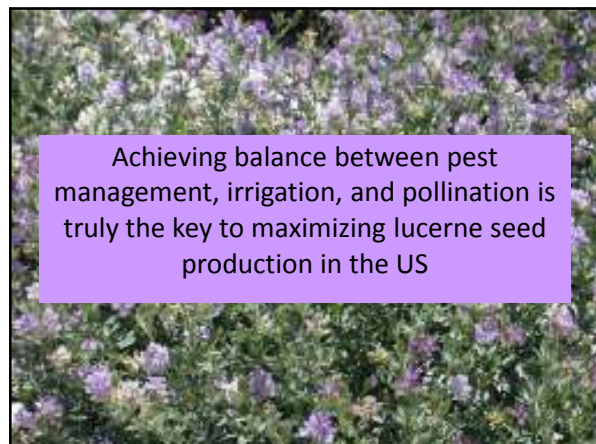 Achieving balance between pest
management, irrigation, and pollination is
truly the key to maximizing lucerne seed
production in the US